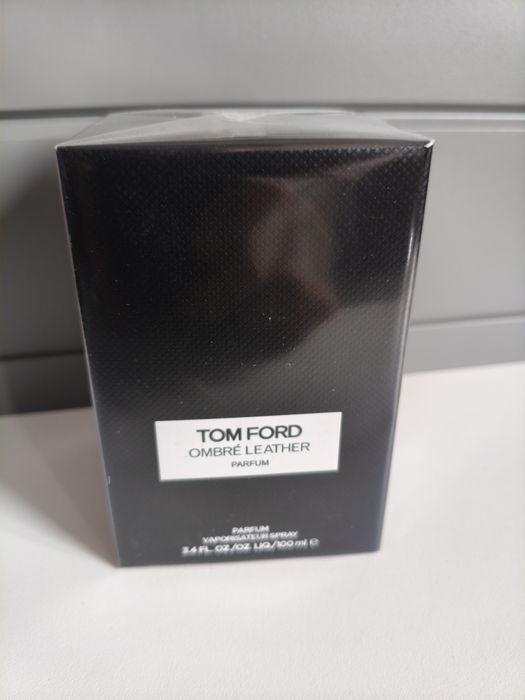 TOM FORD
OMBRÉ LEATHER
PARFUM
PARFUM
VAPORISATEUR SPRAY
3.4 FL. OZ./OZ. LIQ./100 ml ℮